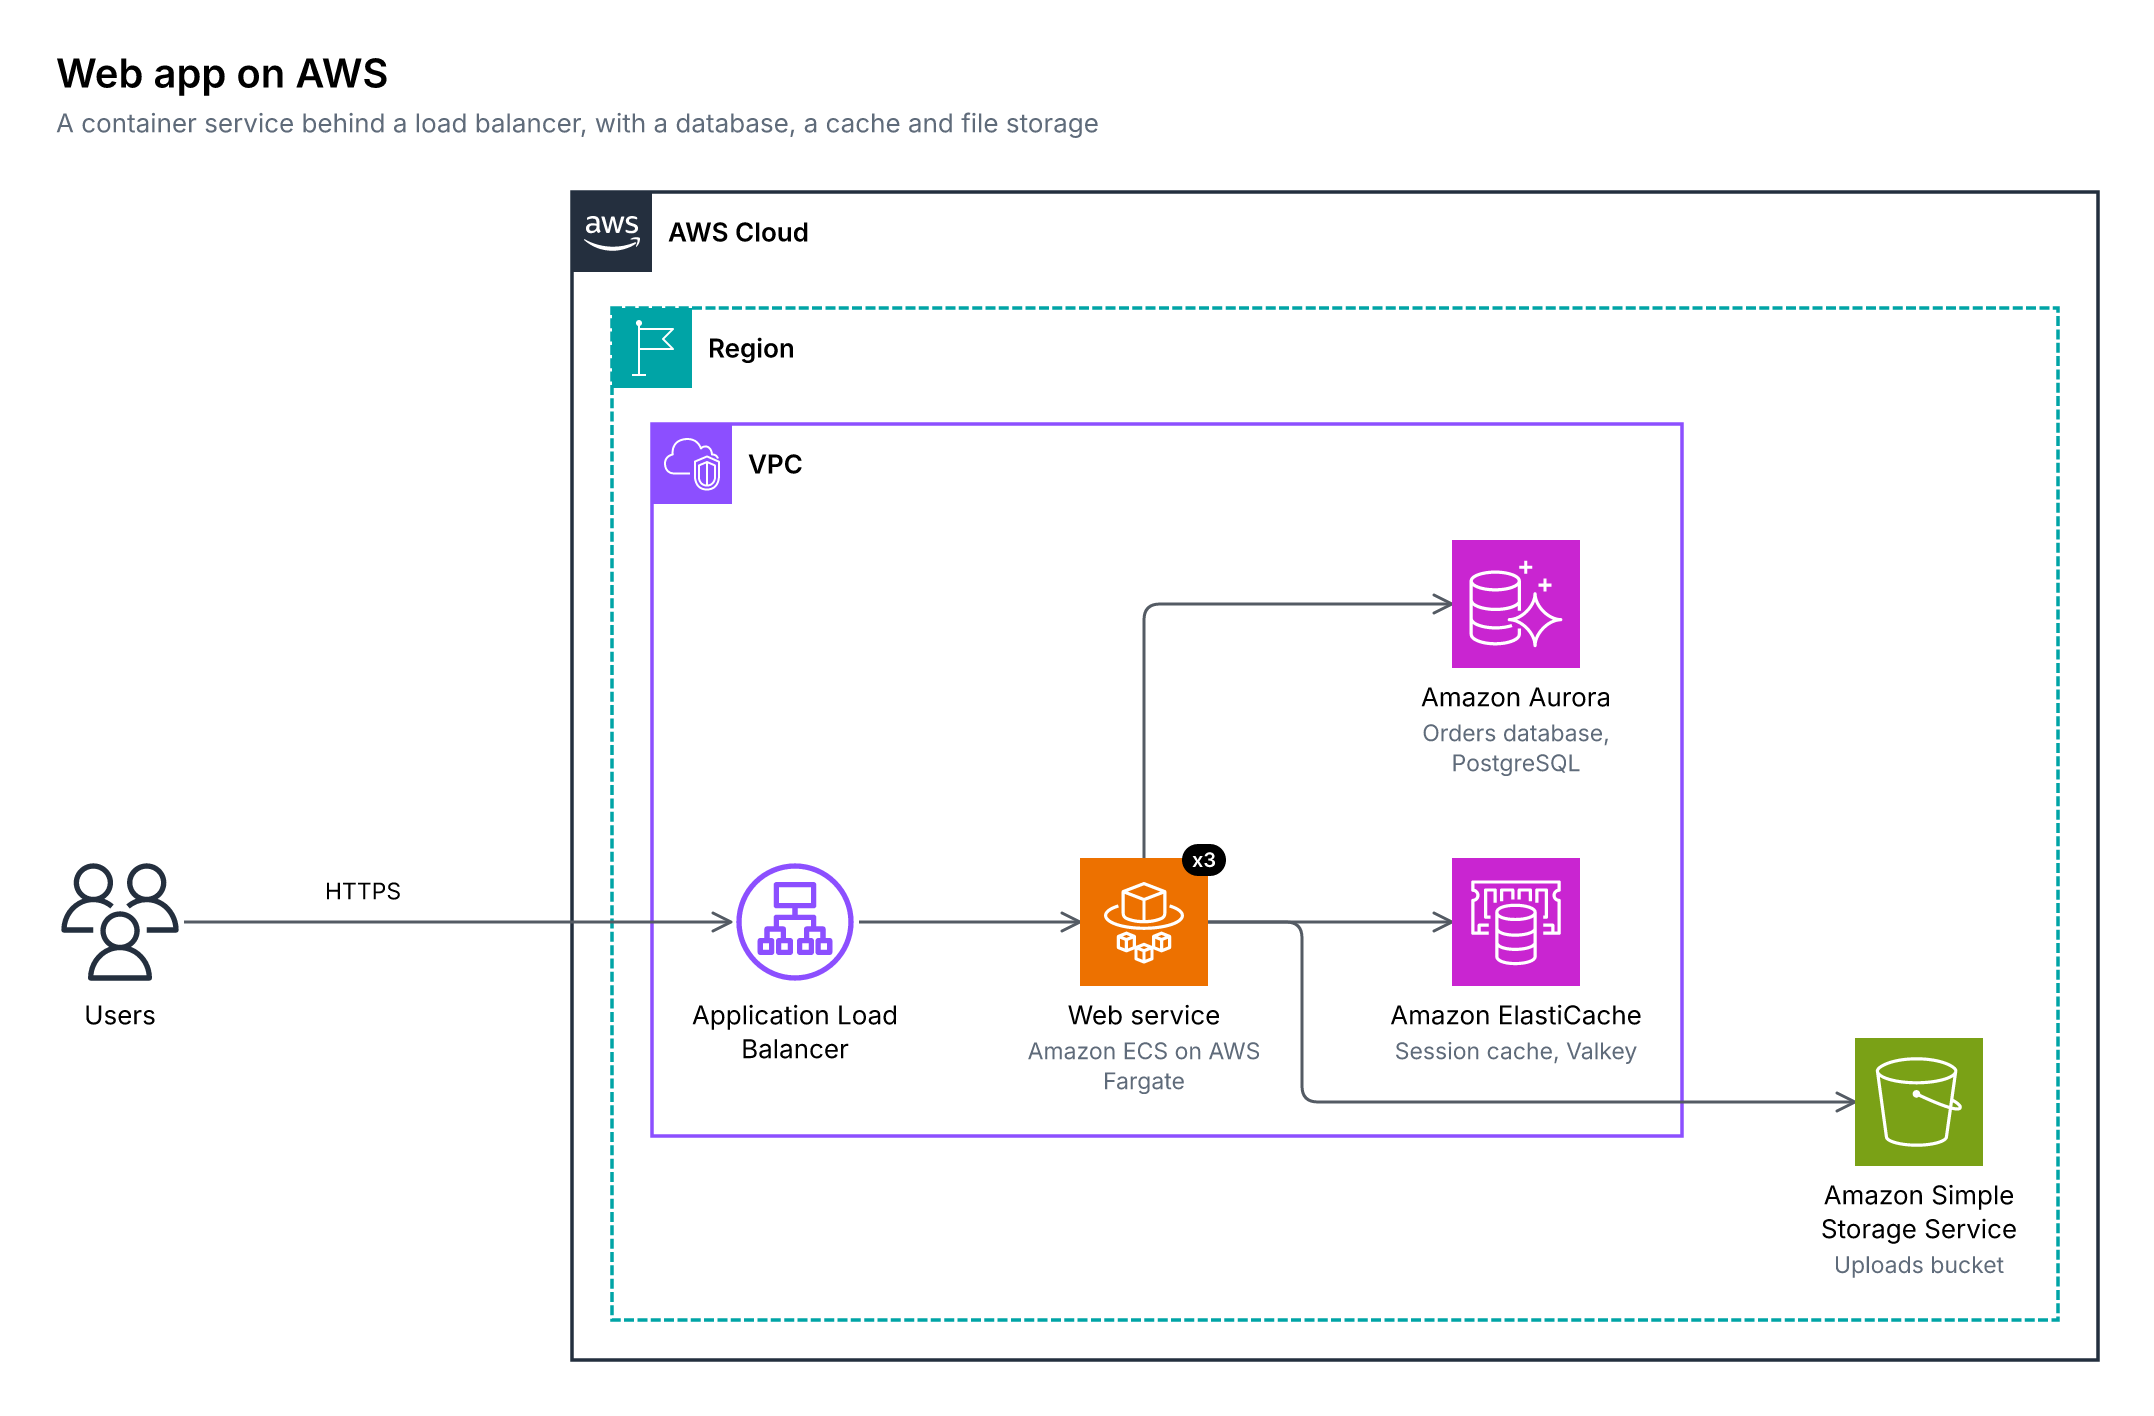 Web app on AWS
A container service behind a load balancer, with a database, a cache and file storage
aws
AWS Cloud
Region
VPC
Amazon Aurora
Orders database,
PostgreSQL
HTTPS
x3
Users
Application Load
Balancer
Web service
Amazon ECS on AWS
Fargate
Amazon ElastiCache
Session cache, Valkey
Amazon Simple
Storage Service
Uploads bucket